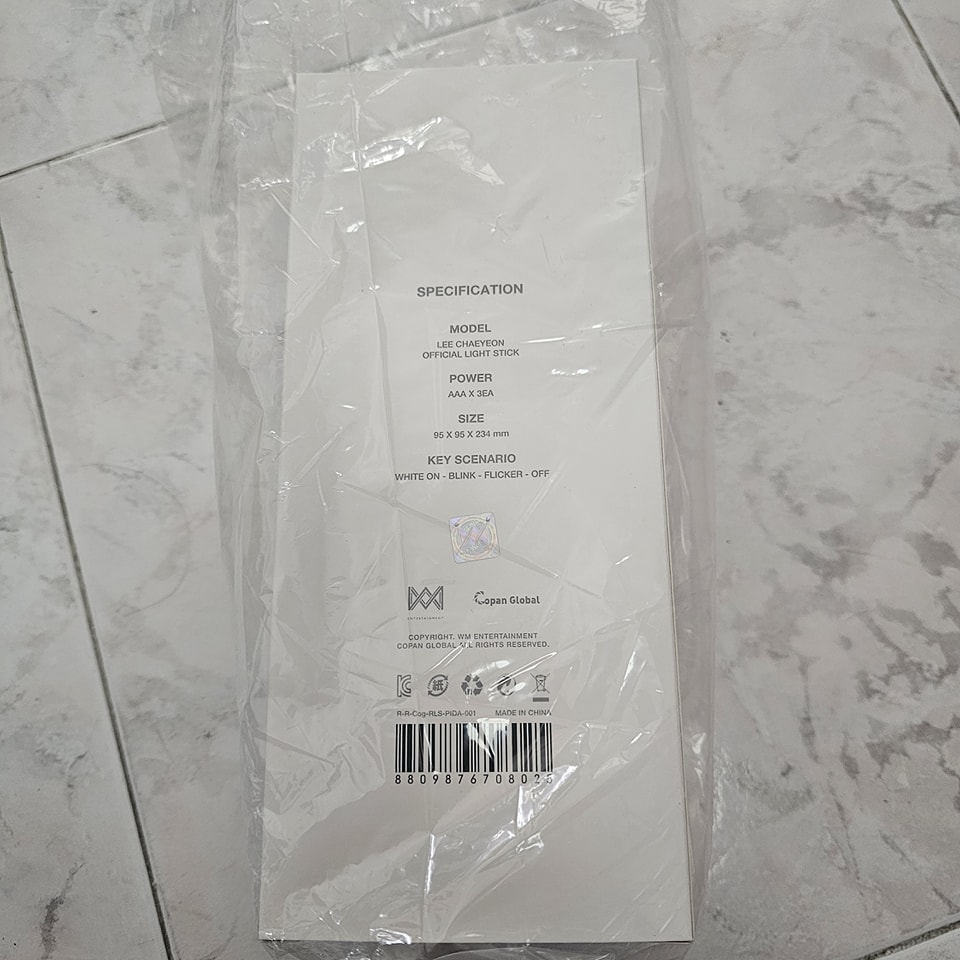 SPECIFICATION
MODEL
LEE CHAEYEON
OFFICIAL LIGHT STICK
POWER
AAA X 3EA
SIZE
95 X 95 X 234 mm
KEY SCENARIO
WHITE ON - BLINK - FLICKER - OFF
ENTERTAINMENT
Copan Global
COPYRIGHT. WM ENTERTAINMENT
COPAN GLOBAL ALL RIGHTS RESERVED.
紙
R-R-Cog-RLS-PIDA-001 MADE IN CHINA